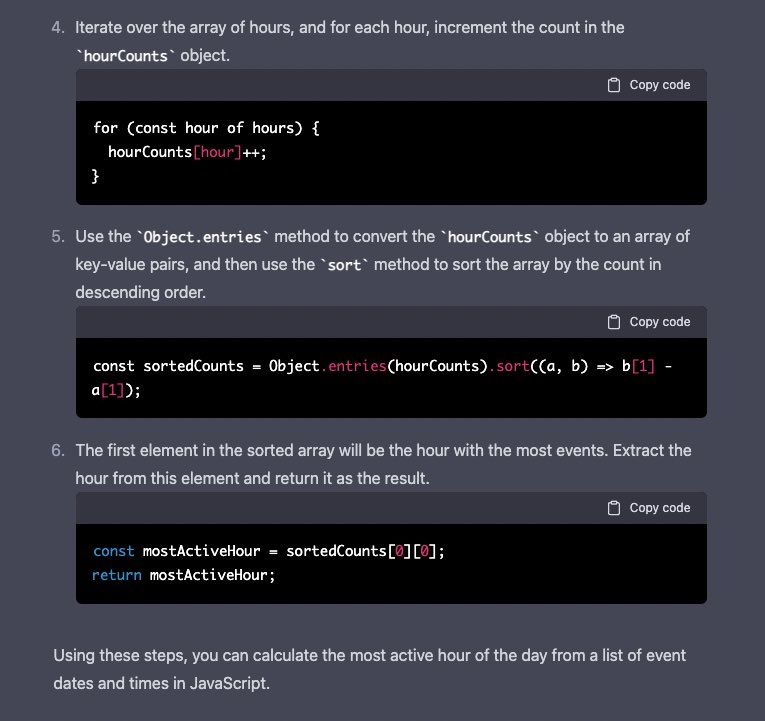 4. Iterate over the array of hours, and for each hour, increment the count in the
`hourCounts` object.
Copy code
for (const hour of hours) {
  hourCounts[hour]++;
}
5. Use the `Object.entries` method to convert the `hourCounts` object to an array of
key-value pairs, and then use the `sort` method to sort the array by the count in
descending order.
Copy code
const sortedCounts = Object.entries(hourCounts).sort((a, b) => b[1] -
a[1]);
6. The first element in the sorted array will be the hour with the most events. Extract the
hour from this element and return it as the result.
Copy code
const mostActiveHour = sortedCounts[0][0];
return mostActiveHour;
Using these steps, you can calculate the most active hour of the day from a list of event
dates and times in JavaScript.